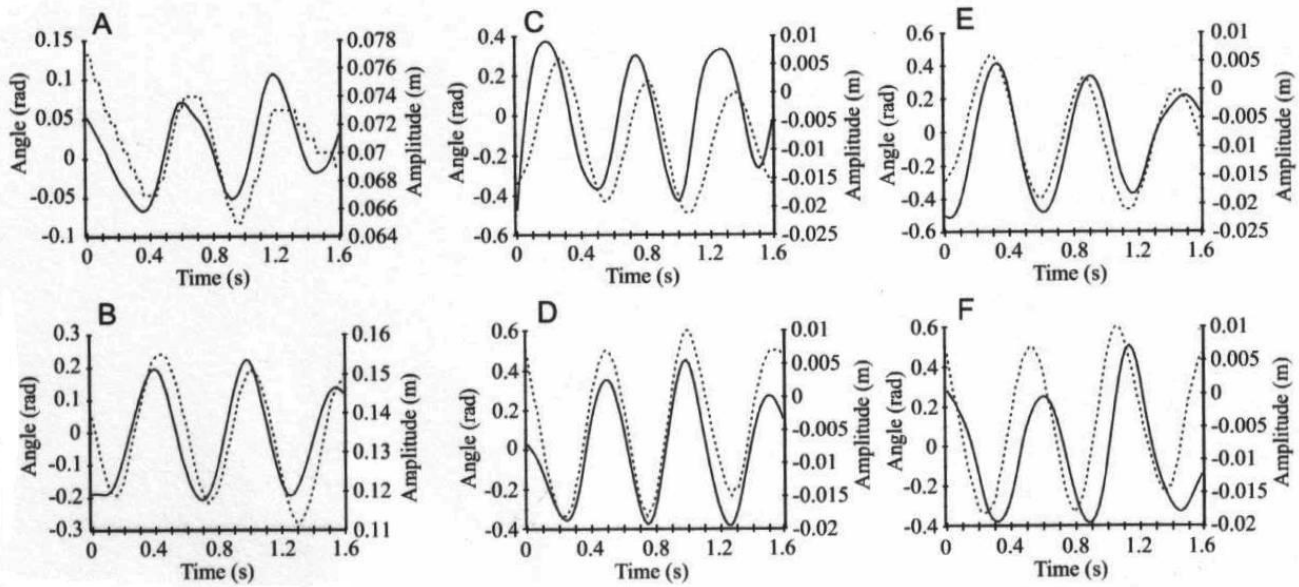 A
0.15
0.1
0.05
0
-0.05
-0.1
Angle (rad)
0.078
0.076
0.074
0.072
0.07
0.068
0.066
0.064
Amplitude (m)
0 0.4 0.8 1.2 1.6
Time (s)
C
0.4
0.2
0
-0.2
-0.4
-0.6
Angle (rad)
0.01
0.005
0
-0.005
-0.01
-0.015
-0.02
-0.025
Amplitude (m)
0 0.4 0.8 1.2 1.6
Time (s)
E
0.6
0.4
0.2
0
-0.2
-0.4
-0.6
Angle (rad)
0.01
0.005
0
-0.005
-0.01
-0.015
-0.02
-0.025
Amplitude (m)
0 0.4 0.8 1.2 1.6
Time (s)
B
0.3
0.2
0.1
0
-0.1
-0.2
-0.3
Angle (rad)
0.16
0.15
0.14
0.13
0.12
0.11
Amplitude (m)
0 0.4 0.8 1.2 1.6
Time (s)
D
0.6
0.4
0.2
0
-0.2
-0.4
Angle (rad)
0.01
0.005
0
-0.005
-0.01
-0.015
-0.02
Amplitude (m)
0 0.4 0.8 1.2 1.6
Time (s)
F
0.6
0.4
0.2
0
-0.2
-0.4
Angle (rad)
0.01
0.005
0
-0.005
-0.01
-0.015
-0.02
Amplitude (m)
0 0.4 0.8 1.2 1.6
Time (s)